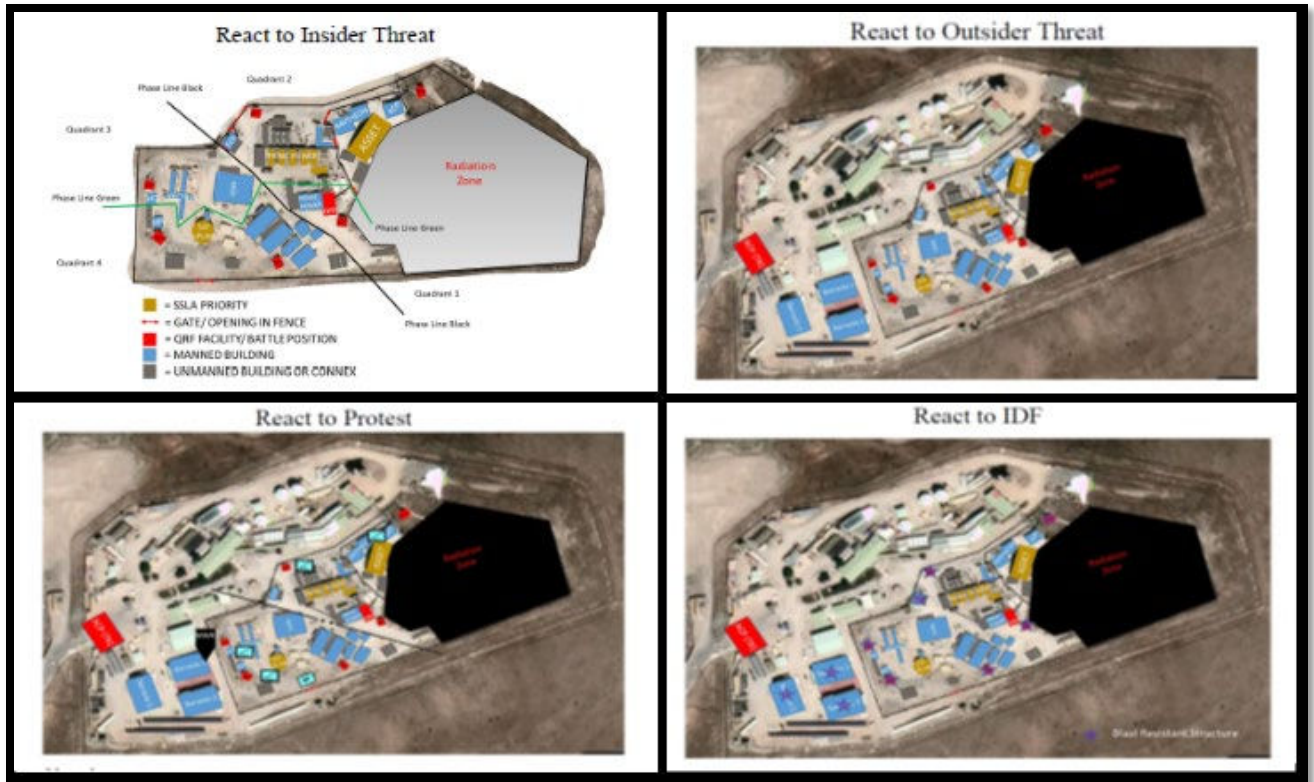 React to Insider Threat
Quadrant 2
Phase Line Black
Quadrant 3
ASSET
Radiation
Zone
Phase Line Green
Phase Line Green
Quadrant 4
Quadrant 1
Phase Line Black
= SSLA PRIORITY
= GATE/ OPENING IN FENCE
= QRF FACILITY/ BATTLE POSITION
= MANNED BUILDING
= UNMANNED BUILDING OR CONNEX
React to Outsider Threat
Radiation
Zone
React to Protest
Radiation
Zone
React to IDF
Radiation
Zone
Blast Resistant Structure